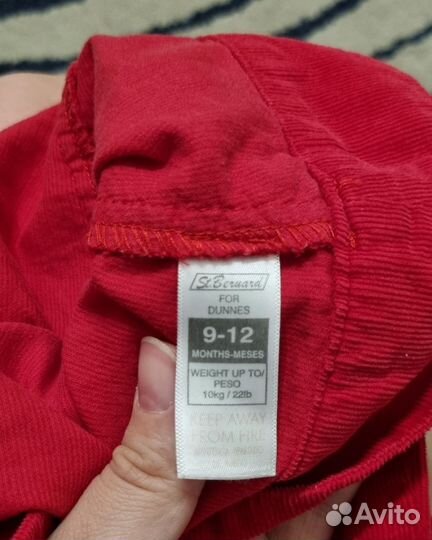 St Bernard
FOR
DUNNES
9-12
MONTHS-MESES
WEIGHT UP TO/
PESO
10kg / 22lb
KEEP AWAY
FROM FIRE
Avito